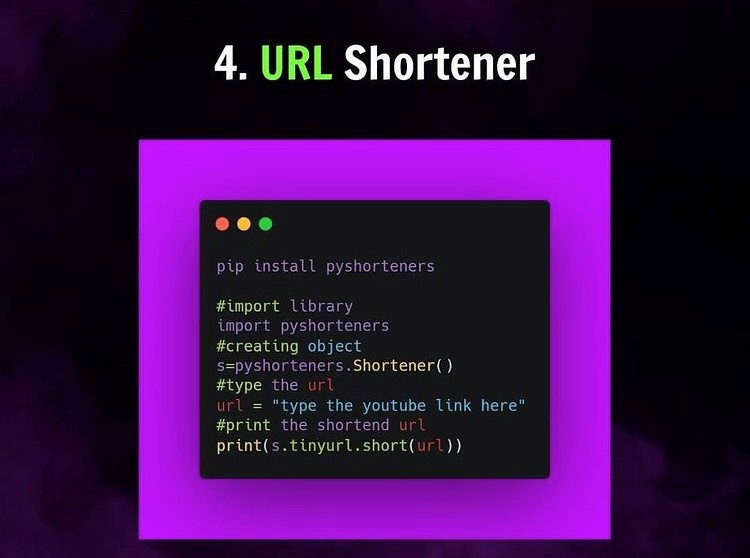 4. URL Shortener
pip install pyshorteners
#import library
import pyshorteners
#creating object
s=pyshorteners.Shortener()
#type the url
url = "type the youtube link here"
#print the shortend url
print(s.tinyurl.short(url))